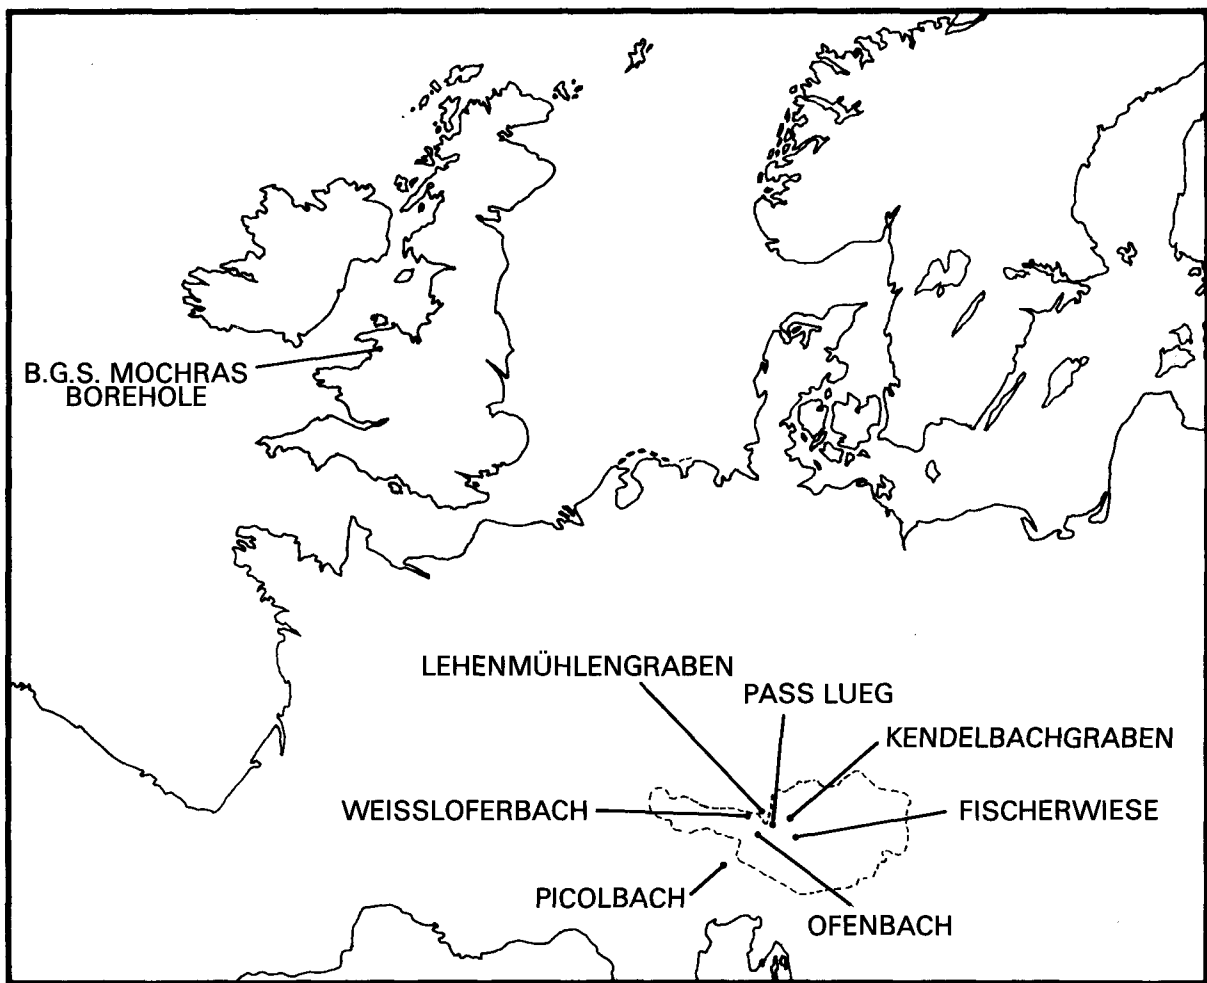 B.G.S. MOCHRAS
BOREHOLE
LEHENMÜHLENGRABEN
PASS LUEG
KENDELBACHGRABEN
WEISSLOFERBACH
FISCHERWIESE
PICOLBACH
OFENBACH